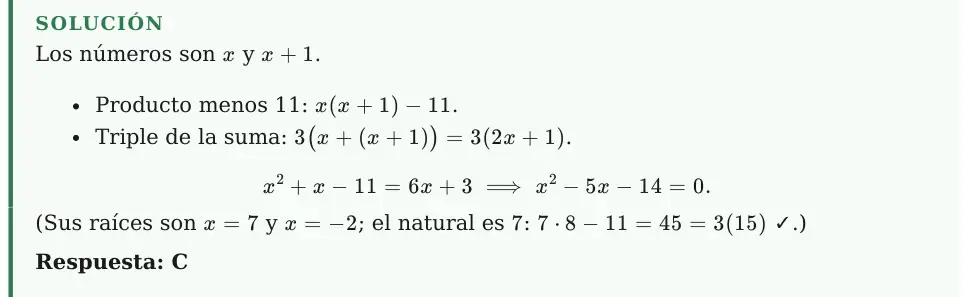 SOLUCIÓN
Los números son x y x + 1.
• Producto menos 11: x(x + 1) − 11.
• Triple de la suma: 3(x + (x + 1)) = 3(2x + 1).
x² + x − 11 = 6x + 3 ⟹ x² − 5x − 14 = 0.
(Sus raíces son x = 7 y x = −2; el natural es 7: 7 · 8 − 11 = 45 = 3(15) ✓.)
Respuesta: C